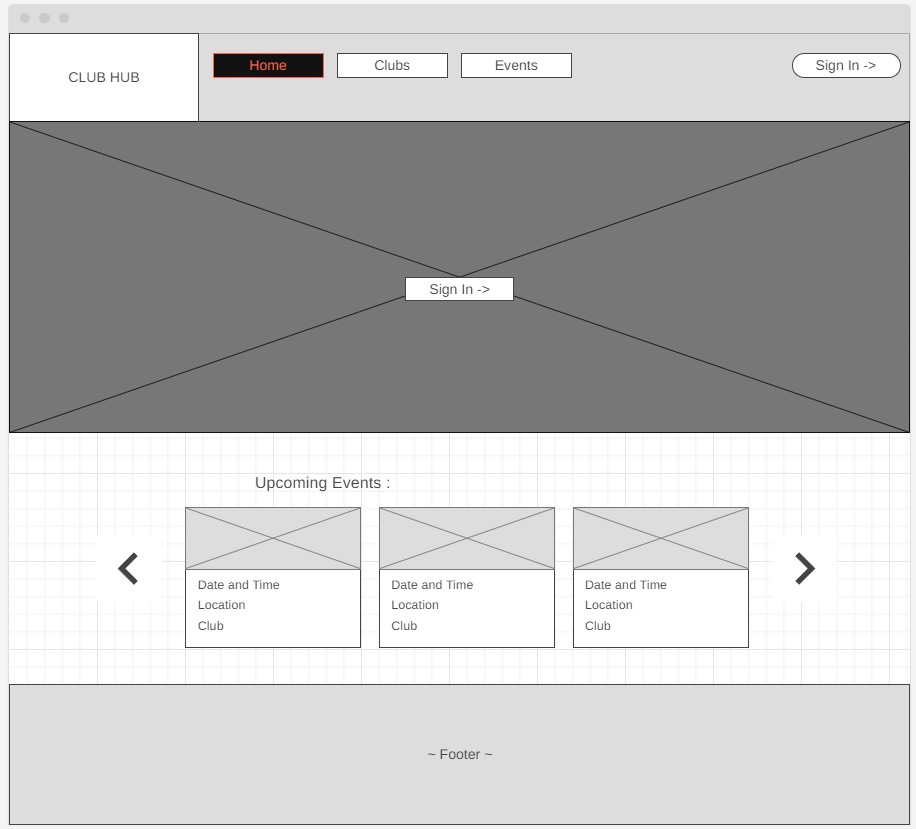 CLUB HUB
Home
Clubs
Events
Sign In ->
Sign In ->
Upcoming Events :
Date and Time
Location
Club
Date and Time
Location
Club
Date and Time
Location
Club
~ Footer ~